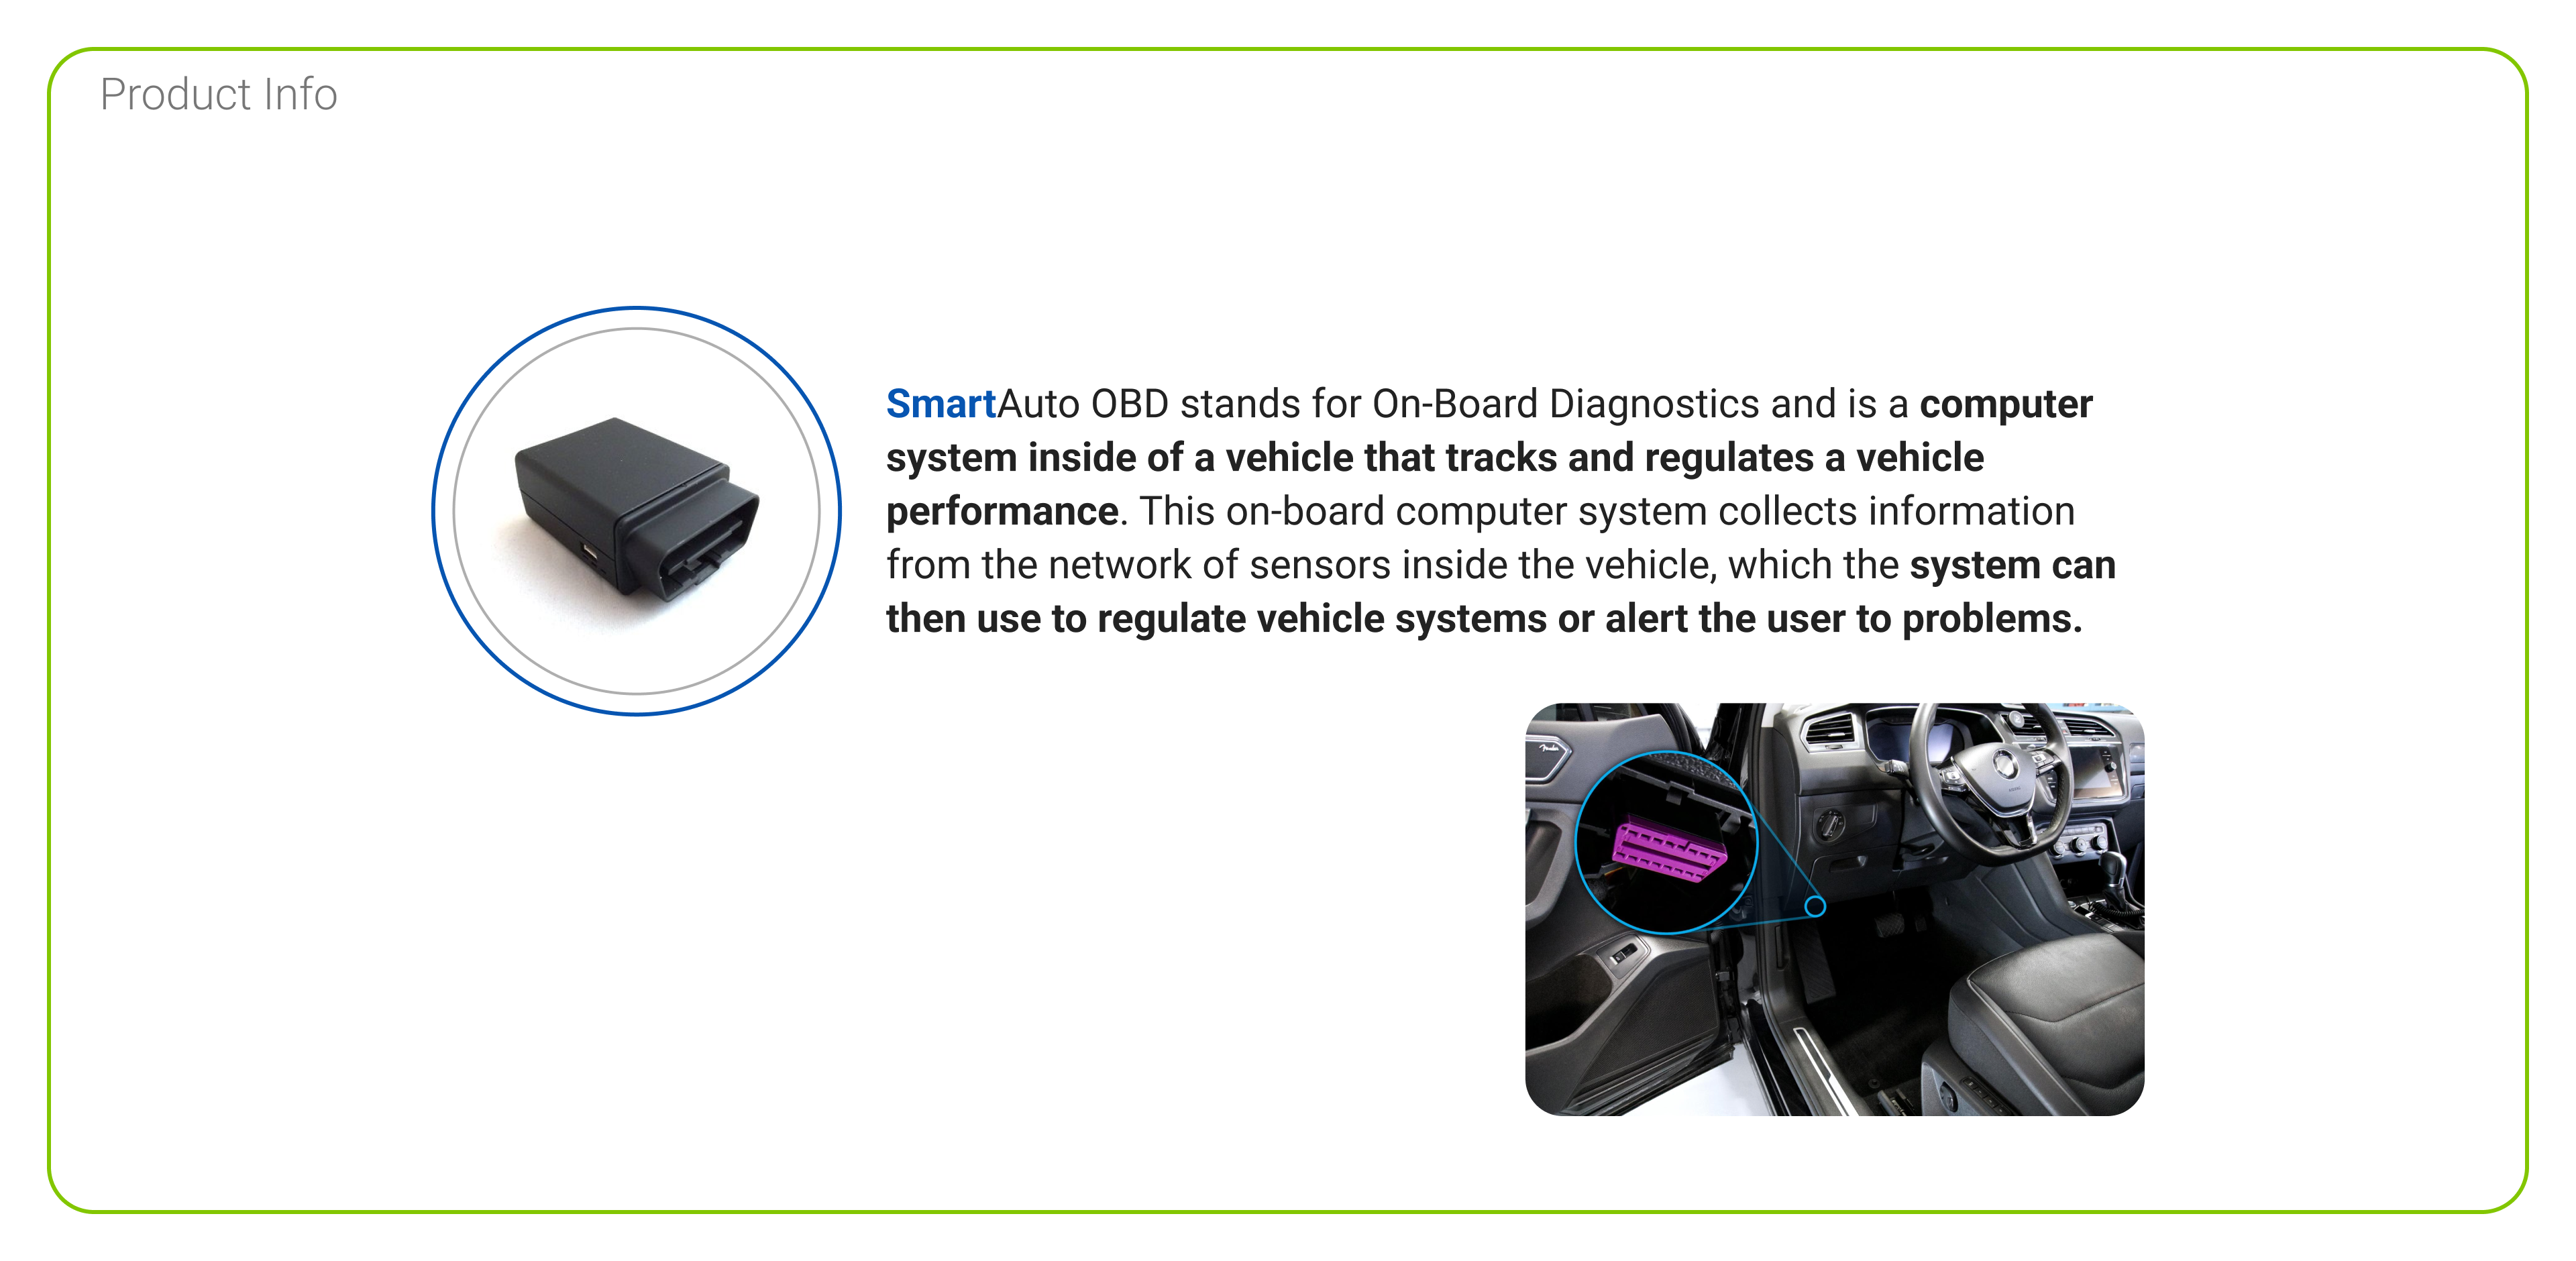 Product Info
SmartAuto OBD stands for On-Board Diagnostics and is a computer
system inside of a vehicle that tracks and regulates a vehicle
performance. This on-board computer system collects information
from the network of sensors inside the vehicle, which the system can
then use to regulate vehicle systems or alert the user to problems.
Fender